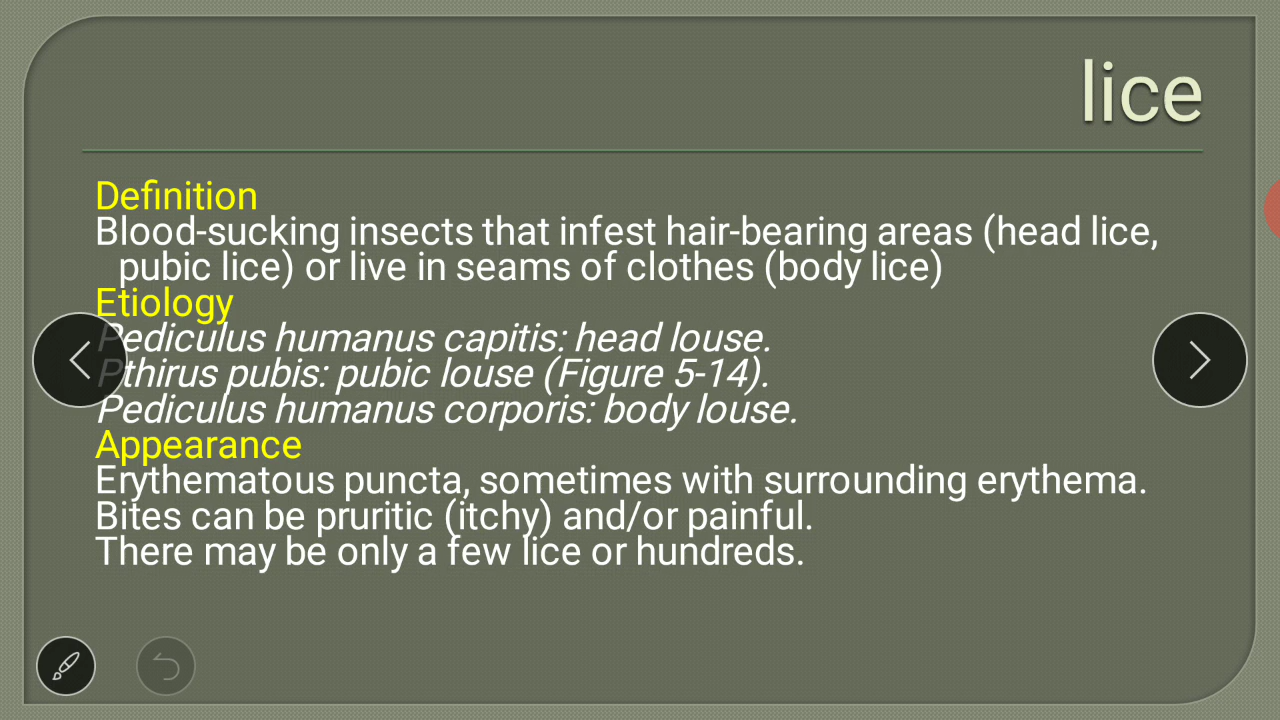 lice
Definition
Blood-sucking insects that infest hair-bearing areas (head lice,
pubic lice) or live in seams of clothes (body lice)
Etiology
Pediculus humanus capitis: head louse.
Pthirus pubis: pubic louse (Figure 5-14).
Pediculus humanus corporis: body louse.
Appearance
Erythematous puncta, sometimes with surrounding erythema.
Bites can be pruritic (itchy) and/or painful.
There may be only a few lice or hundreds.